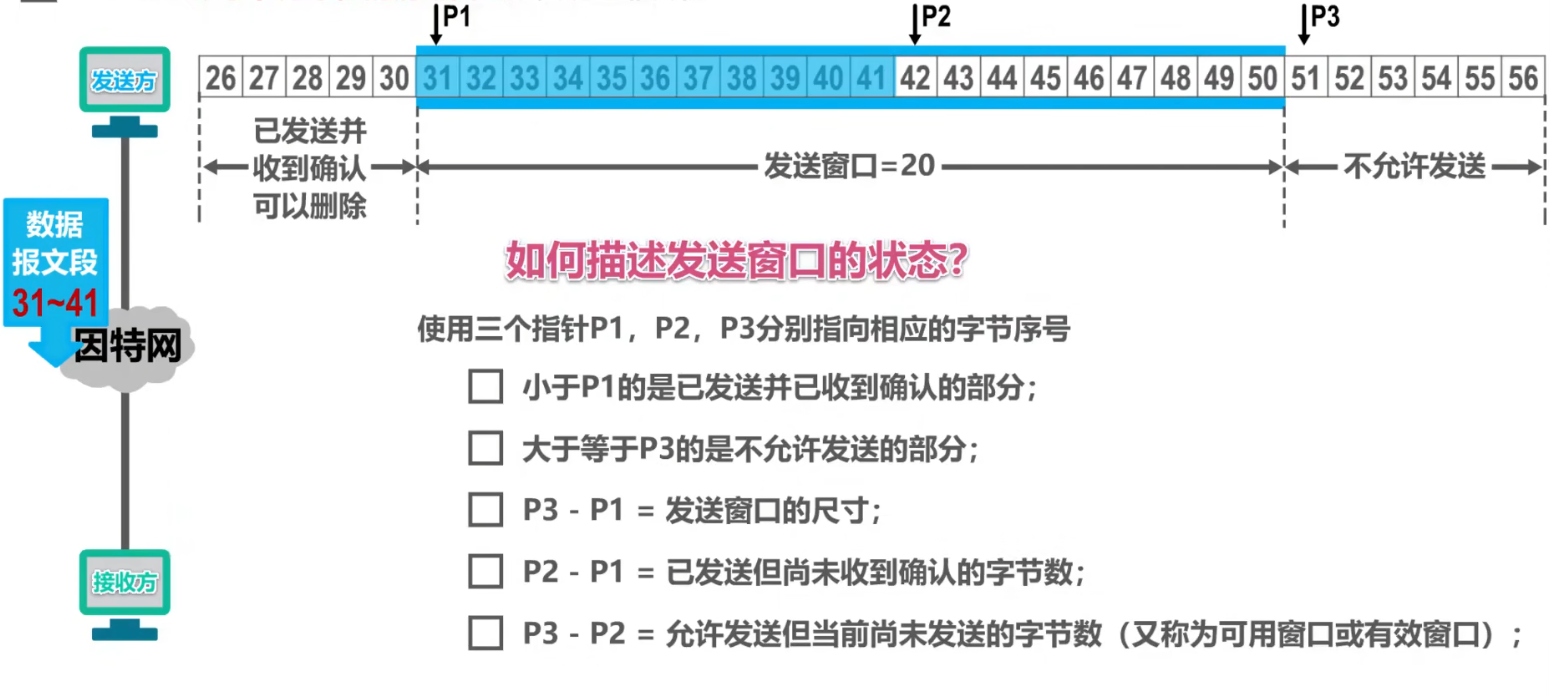 P1 P2 P3
发送方
26 27 28 29 30 31 32 33 34 35 36 37 38 39 40 41 42 43 44 45 46 47 48 49 50 51 52 53 54 55 56
已发送并
收到确认
可以删除
发送窗口=20
不允许发送
数据
报文段
31~41
因特网
接收方
如何描述发送窗口的状态？
使用三个指针P1，P2，P3分别指向相应的字节序号
小于P1的是已发送并已收到确认的部分；
大于等于P3的是不允许发送的部分；
P3 - P1 = 发送窗口的尺寸；
P2 - P1 = 已发送但尚未收到确认的字节数；
P3 - P2 = 允许发送但当前尚未发送的字节数（又称为可用窗口或有效窗口）；